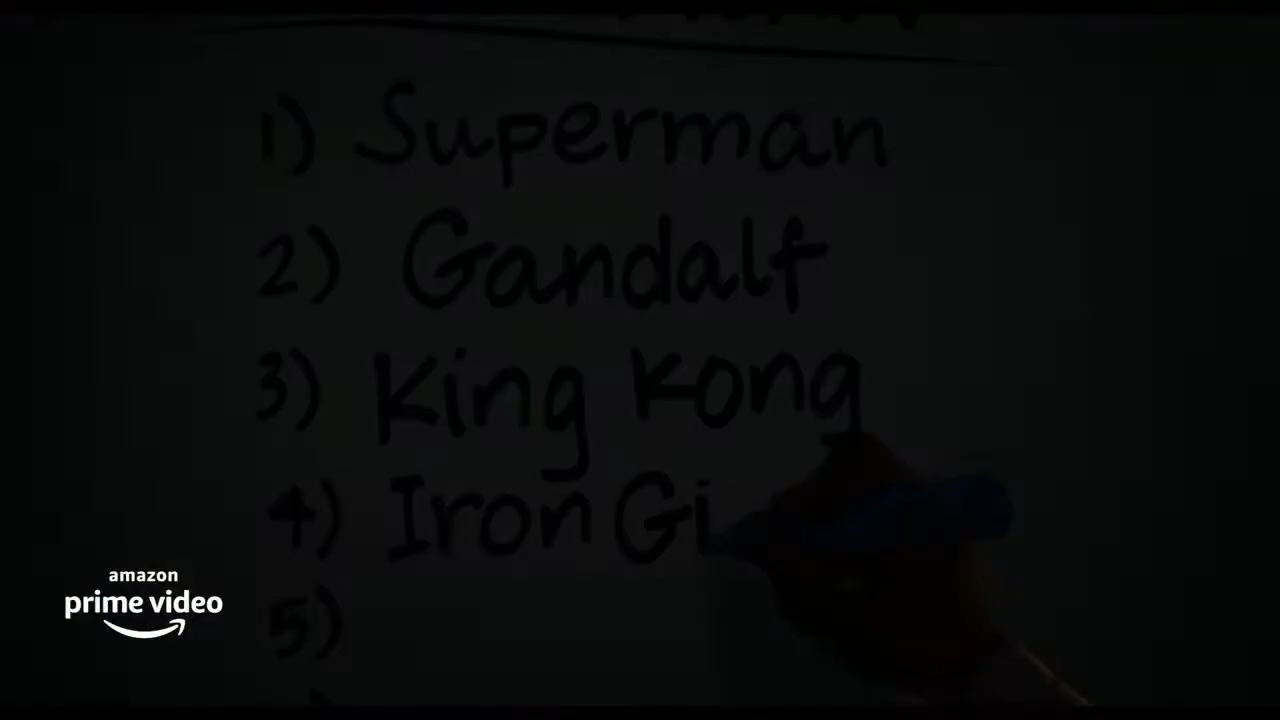 1) Superman
2) Gandalf
3) King Kong
4) Iron Gi
5)
amazon
prime video